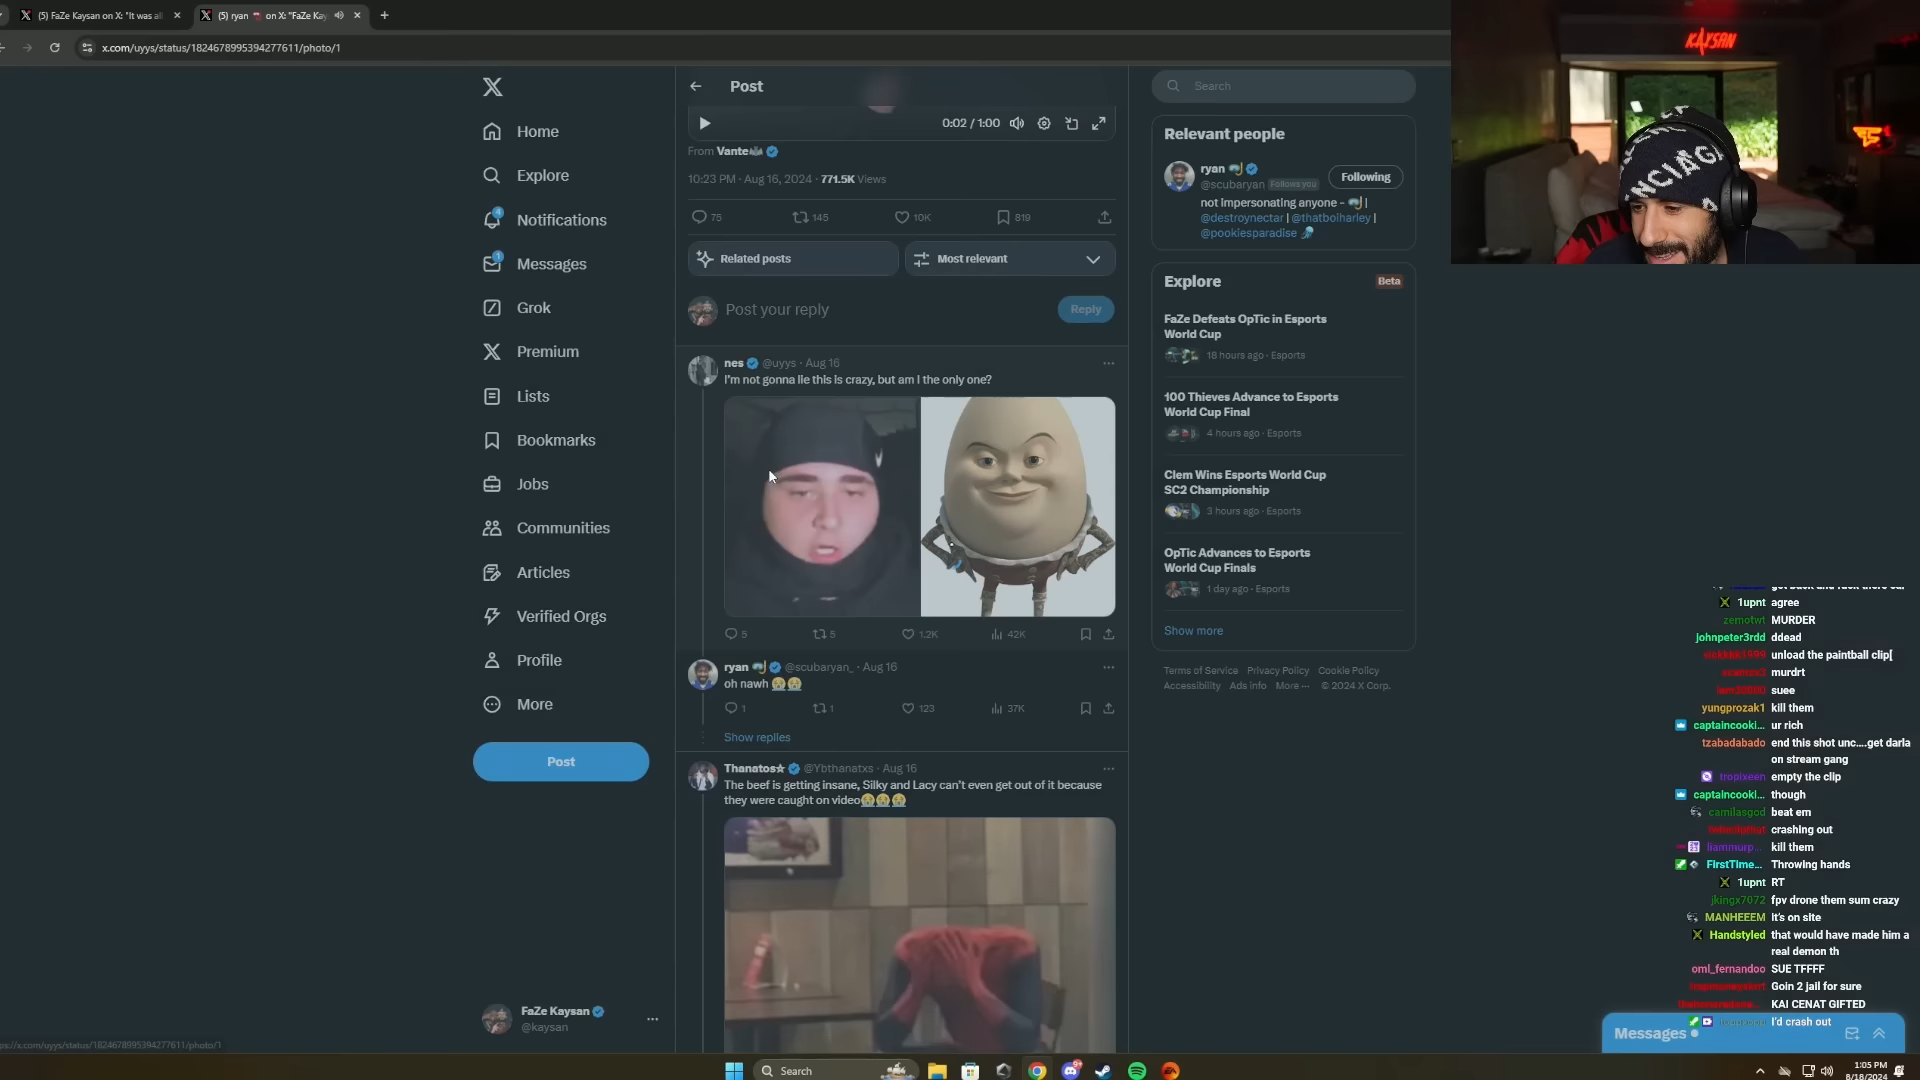 (5) FaZe Kaysan on X: "It was al
(5) ryan on X: "FaZe Kay
x.com/uyys/status/1824678995394277611/photo/1
Home
Explore
Notifications
4
Messages
1
Grok
Premium
Lists
Bookmarks
Jobs
Communities
Articles
Verified Orgs
Profile
More
Post
FaZe Kaysan
@kaysan
Post
0:02 / 1:00
From Vante
10:23 PM · Aug 16, 2024 · 771.5K Views
75 145 10K 819
Related posts
Most relevant
Post your reply
Reply
nes @uyys · Aug 16
I'm not gonna lie this is crazy, but am I the only one?
5 5 1.2K 42K
ryan @scubaryan_ · Aug 16
oh nawh 😭😭
1 1 123 37K
Show replies
Thanatos☆ @Ybthanatxs · Aug 16
The beef is getting insane, Silky and Lacy can't even get out of it because
they were caught on video😭😭😭
Search
Relevant people
ryan
@scubaryan Follows you
Following
not impersonating anyone - |
@destroynectar | @thatboiharley |
@pookiesparadise
Explore
Beta
FaZe Defeats OpTic in Esports
World Cup
18 hours ago · Esports
100 Thieves Advance to Esports
World Cup Final
4 hours ago · Esports
Clem Wins Esports World Cup
SC2 Championship
3 hours ago · Esports
OpTic Advances to Esports
World Cup Finals
1 day ago · Esports
Show more
Terms of Service Privacy Policy Cookie Policy
Accessibility Ads info More ··· © 2024 X Corp.
KAYSAN
NCIAG
1upnt agree
zemotwt MURDER
johnpeter3rdd ddead
unload the paintball clip[
murdrt
suee
yungprozak1 kill them
captaincooki... ur rich
tzabadabado end this shot unc....get darla
on stream gang
tropixeen empty the clip
captaincooki... though
camilasgod beat em
crashing out
liammurp... kill them
FirstTime... Throwing hands
1upnt RT
jkingx7072 fpv drone them sum crazy
MANHEEEM it's on site
Handstyled that would have made him a
real demon th
oml_fernandoo SUE TFFFF
Goin 2 jail for sure
KAI CENAT GIFTED
I'd crash out
Messages
Search
1:05 PM
8/18/2024